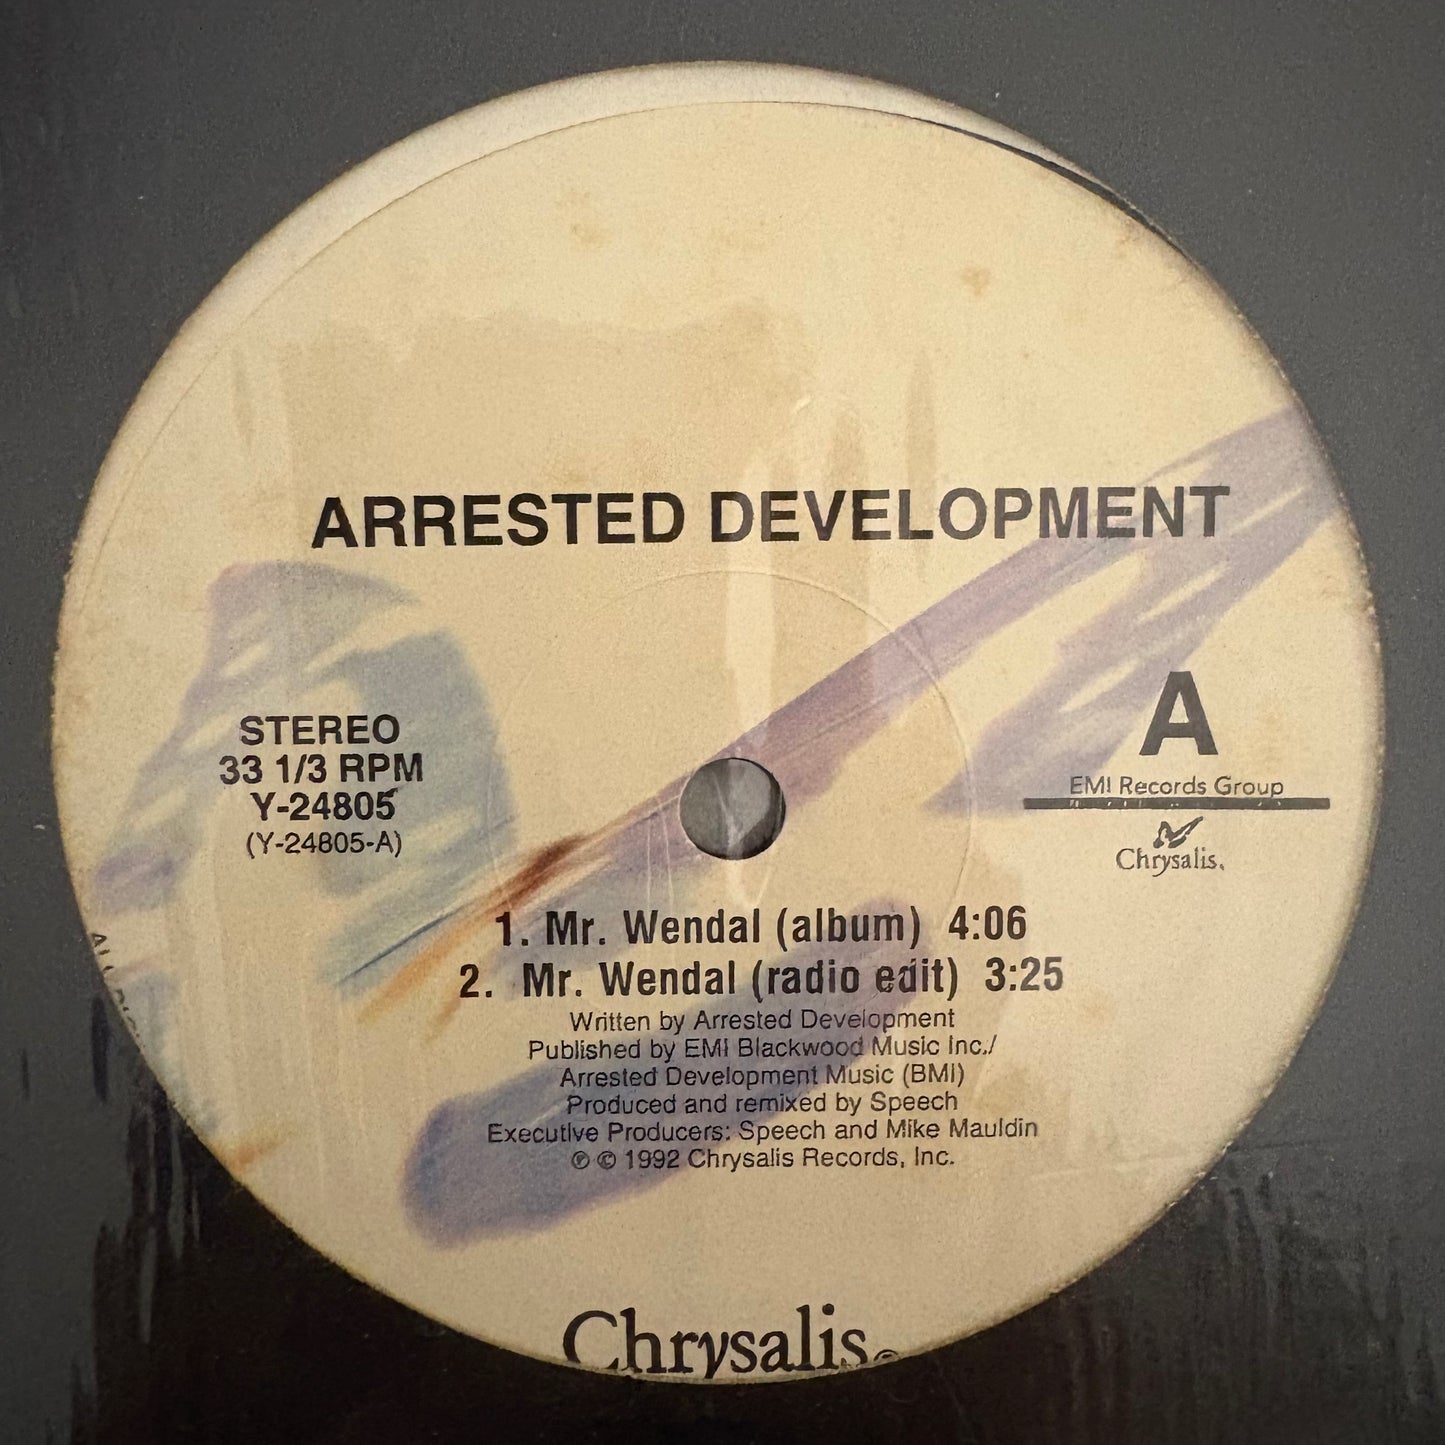 ARRESTED DEVELOPMENT
STEREO
33 1/3 RPM
Y-24805
(Y-24805-A)
A
EMI Records Group
Chrysalis.
1. Mr. Wendal (album) 4:06
2. Mr. Wendal (radio edit) 3:25
Written by Arrested Development
Published by EMI Blackwood Music Inc./
Arrested Development Music (BMI)
Produced and remixed by Speech
Executive Producers: Speech and Mike Mauldin
℗ © 1992 Chrysalis Records, Inc.
Chrysalis®